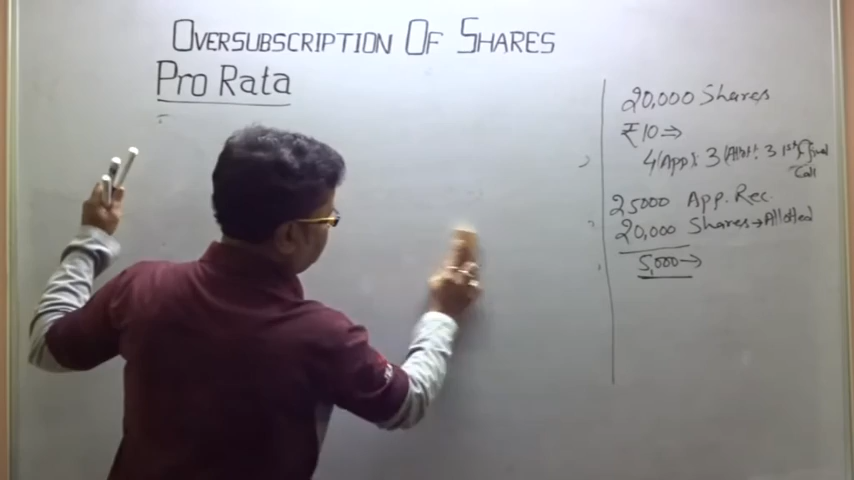 OVERSUBSCRIPTION OF SHARES
Pro Rata
20,000 Shares
₹10 ⇒
4(App) 3 (Allot. 3 1st & final
Call
25000 App. Rec.
20,000 Shares → Allotted
5,000 →